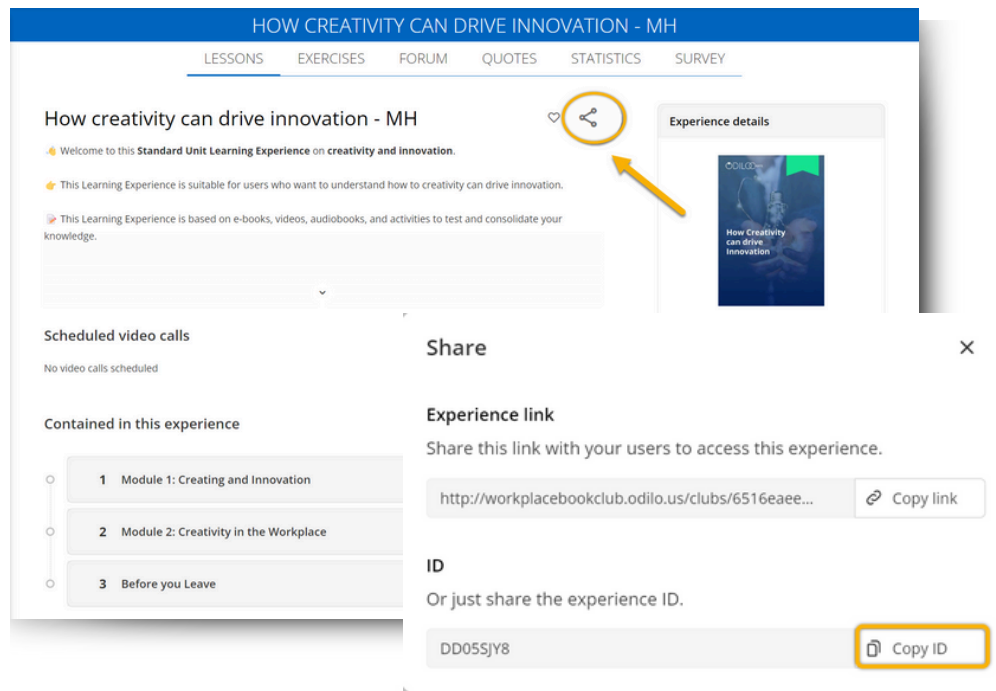 HOW CREATIVITY CAN DRIVE INNOVATION - MH
LESSONS EXERCISES FORUM QUOTES STATISTICS SURVEY
How creativity can drive innovation - MH
Welcome to this Standard Unit Learning Experience on creativity and innovation.
This Learning Experience is suitable for users who want to understand how to creativity can drive innovation.
This Learning Experience is based on e-books, videos, audiobooks, and activities to test and consolidate your
knowledge.
Experience details
ODILO
How Creativity
can drive
Innovation
Scheduled video calls
No video calls scheduled
Contained in this experience
1 Module 1: Creating and Innovation
2 Module 2: Creativity in the Workplace
3 Before you Leave
Share
Experience link
Share this link with your users to access this experience.
http://workplacebookclub.odilo.us/clubs/6516eaee... Copy link
ID
Or just share the experience ID.
DD05SJY8 Copy ID